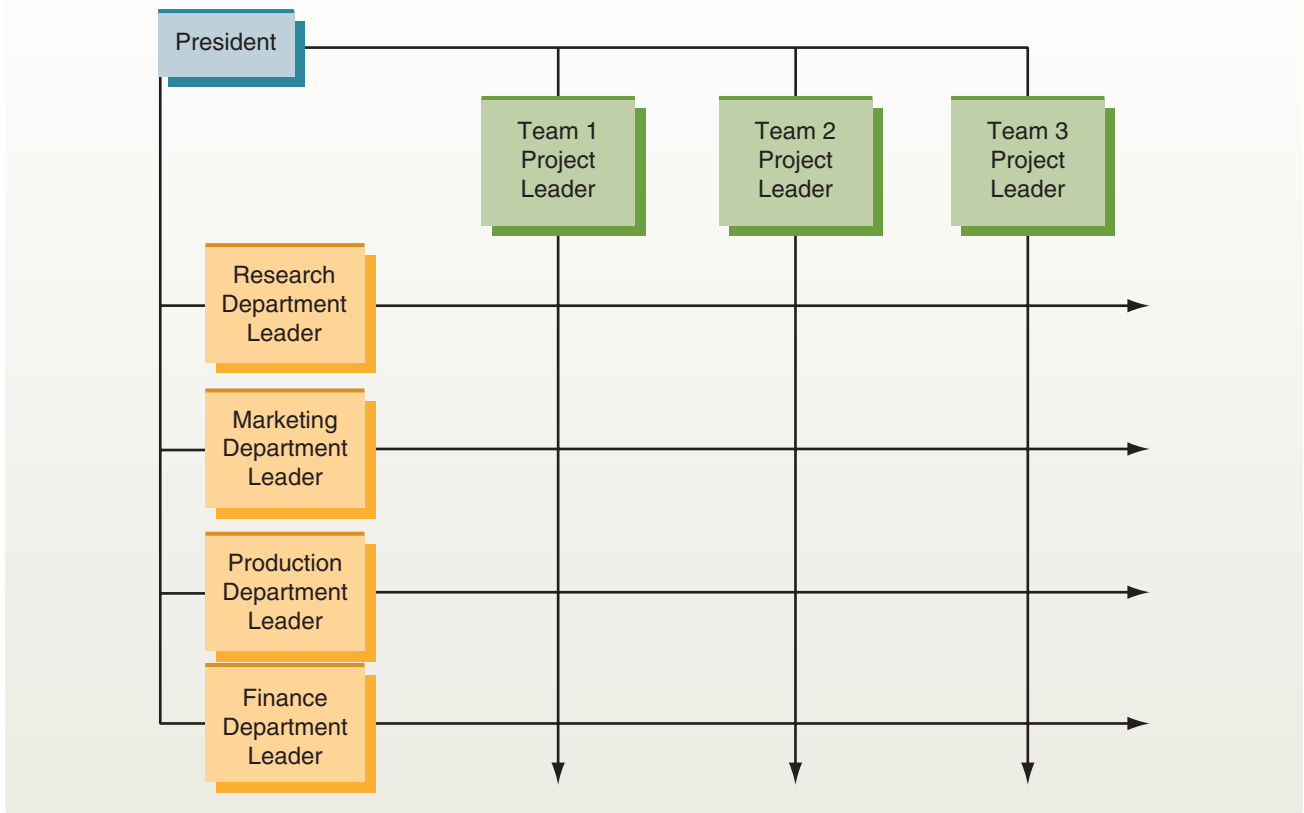 President
Team 1
Project
Leader
Team 2
Project
Leader
Team 3
Project
Leader
Research
Department
Leader
Marketing
Department
Leader
Production
Department
Leader
Finance
Department
Leader